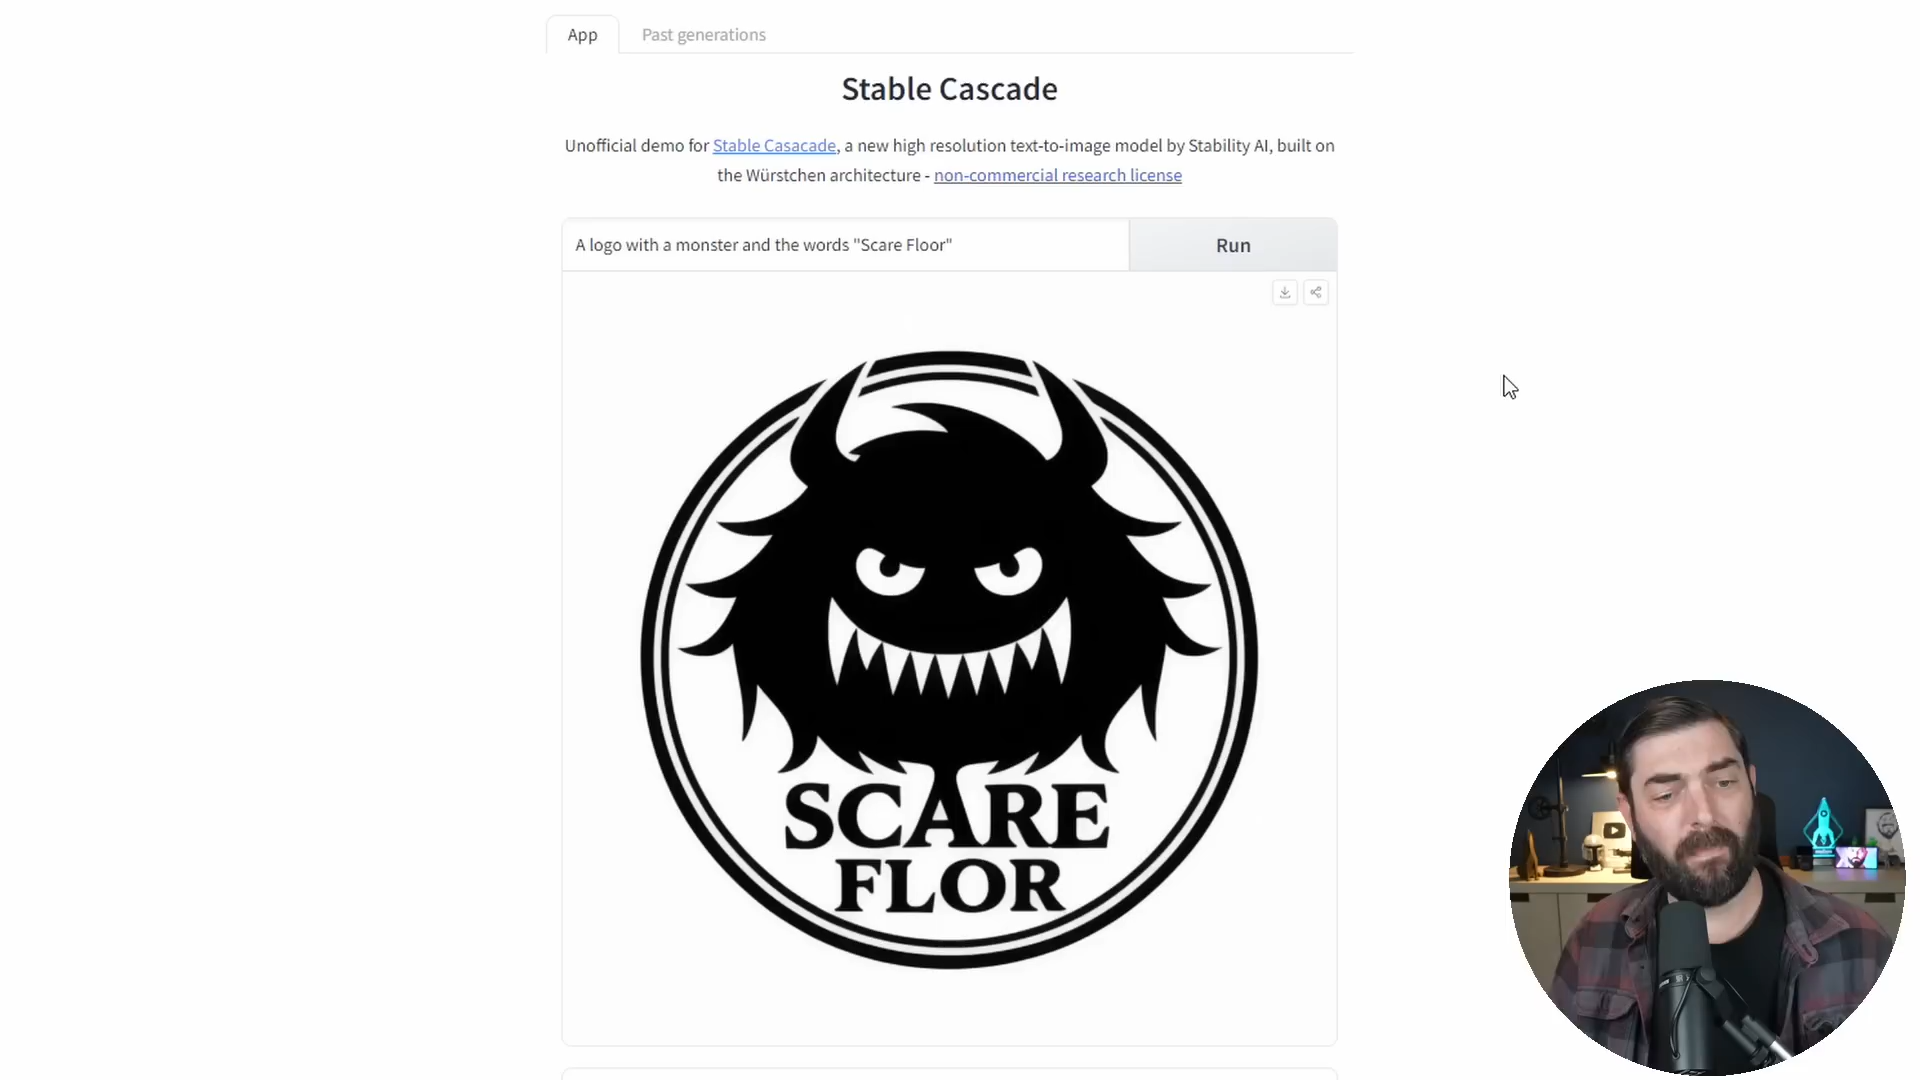 App
Past generations
Stable Cascade
Unofficial demo for Stable Casacade, a new high resolution text-to-image model by Stability AI, built on
the Würstchen architecture - non-commercial research license
A logo with a monster and the words "Scare Floor"
Run
SCARE
FLOR